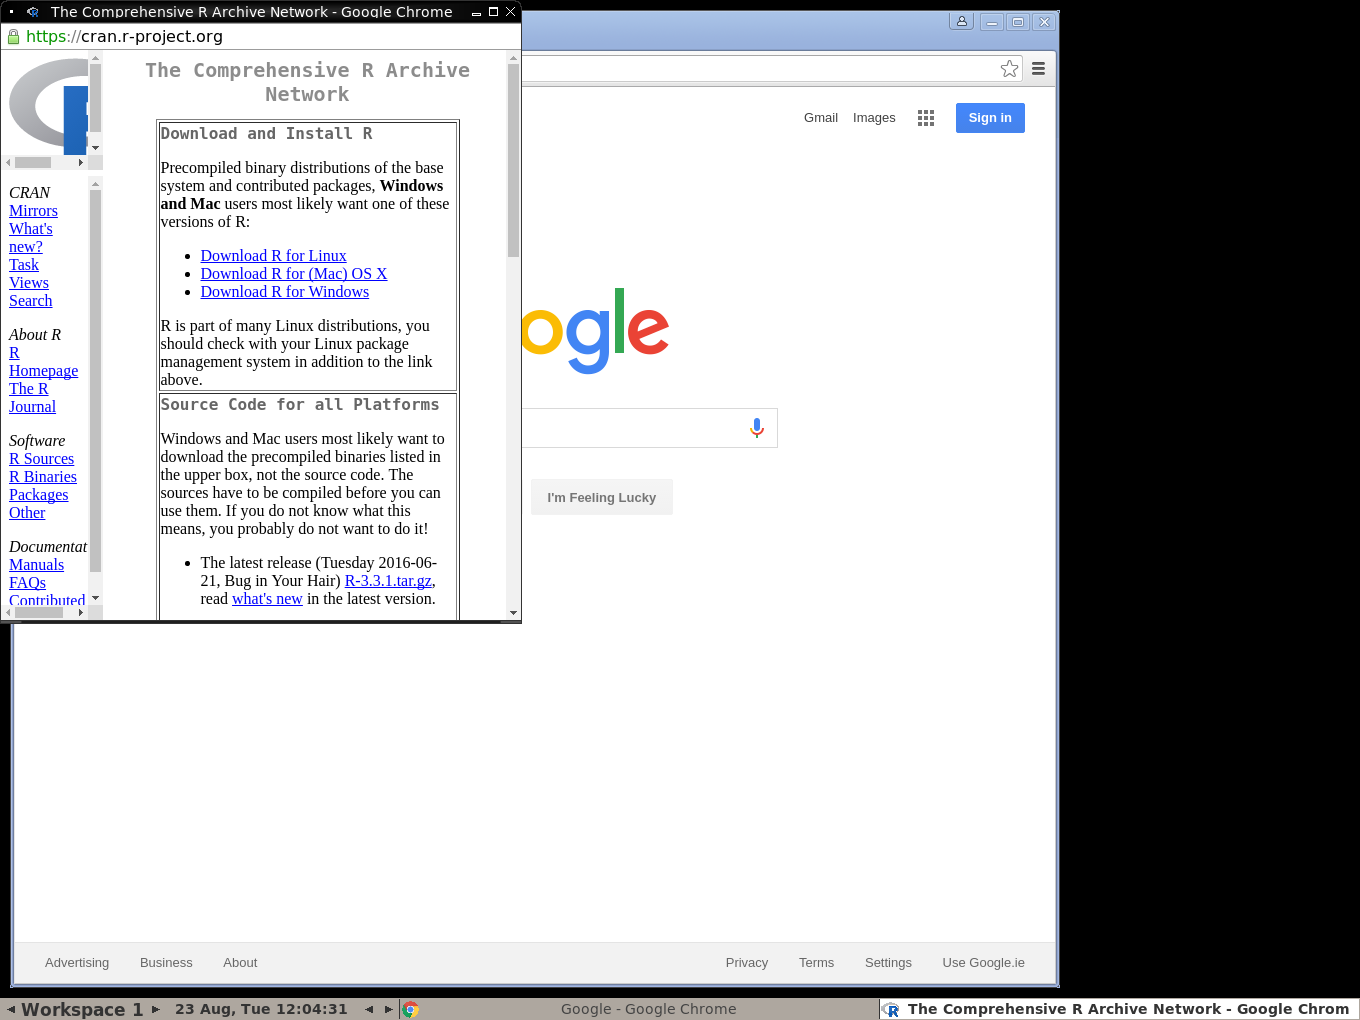 The Comprehensive R Archive Network - Google Chrome
https://cran.r-project.org
CRAN
Mirrors
What's
new?
Task
Views
Search
About R
R
Homepage
The R
Journal
Software
R Sources
R Binaries
Packages
Other
Documentat
Manuals
FAQs
Contributed
The Comprehensive R Archive
Network
Download and Install R
Precompiled binary distributions of the base
system and contributed packages, Windows
and Mac users most likely want one of these
versions of R:
Download R for Linux
Download R for (Mac) OS X
Download R for Windows
R is part of many Linux distributions, you
should check with your Linux package
management system in addition to the link
above.
Source Code for all Platforms
Windows and Mac users most likely want to
download the precompiled binaries listed in
the upper box, not the source code. The
sources have to be compiled before you can
use them. If you do not know what this
means, you probably do not want to do it!
The latest release (Tuesday 2016-06-
21, Bug in Your Hair) R-3.3.1.tar.gz,
read what's new in the latest version.
Gmail Images Sign in
ogle
I'm Feeling Lucky
Advertising Business About Privacy Terms Settings Use Google.ie
Workspace 1 23 Aug, Tue 12:04:31 Google - Google Chrome The Comprehensive R Archive Network - Google Chrom